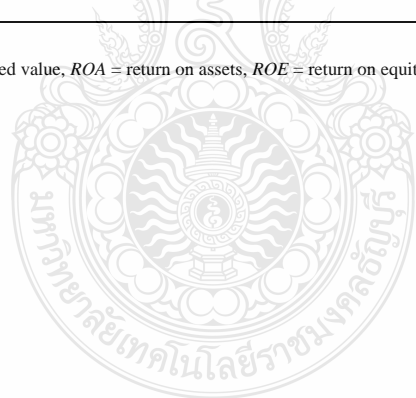 ed value, ROA = return on assets, ROE = return on equit
มหาวิทยาลัยเทคโนโลยีราชมงคลธัญบุรี